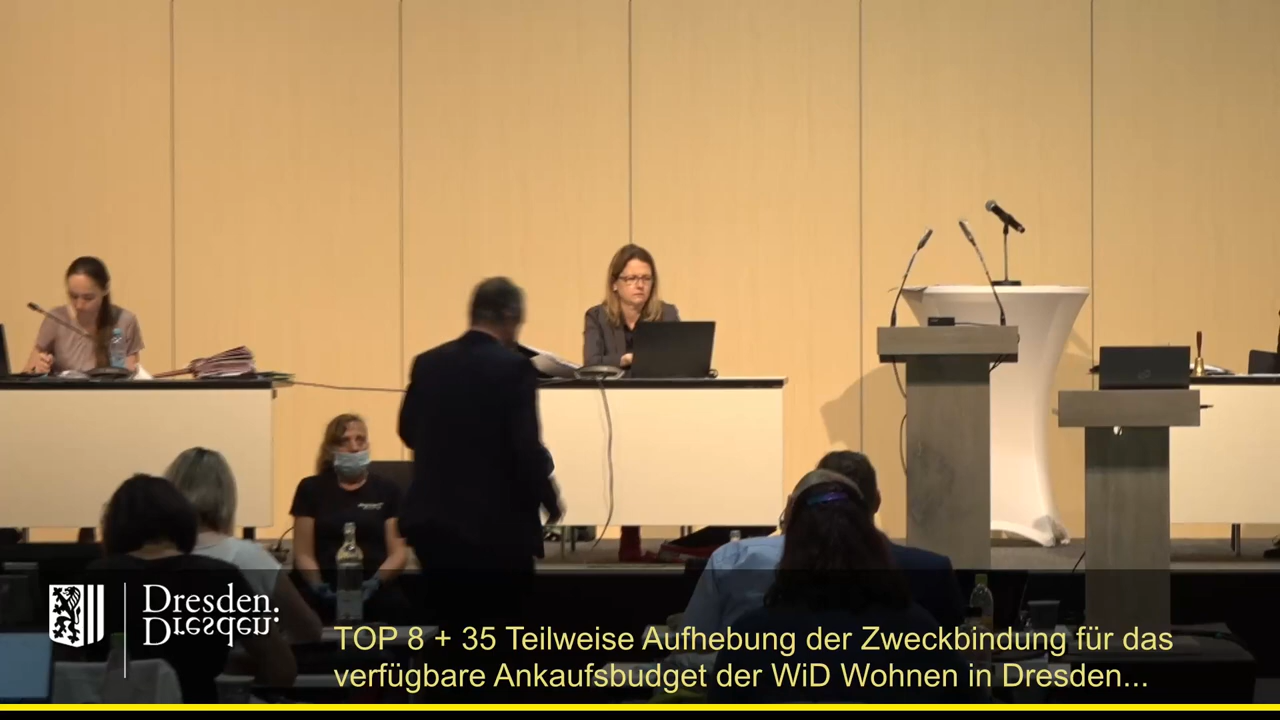 Dresden.
Dresden.
TOP 8 + 35 Teilweise Aufhebung der Zweckbindung für das
verfügbare Ankaufsbudget der WiD Wohnen in Dresden...